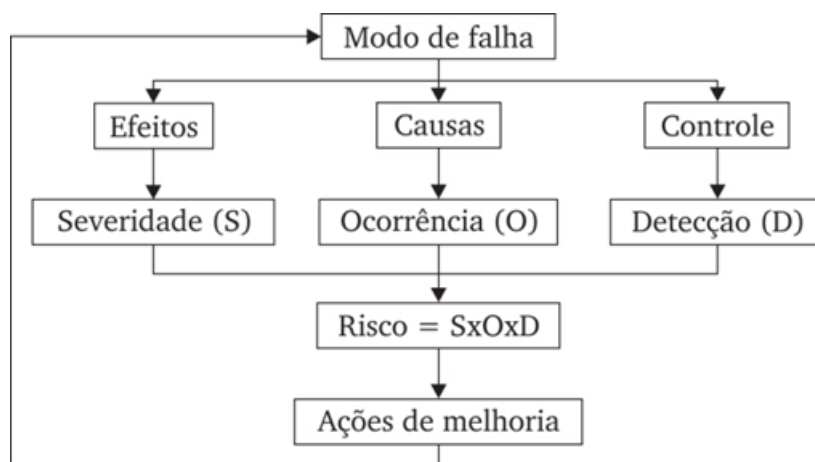 Modo de falha
Efeitos
Causas
Controle
Severidade (S)
Ocorrência (O)
Detecção (D)
Risco = SxOxD
Ações de melhoria